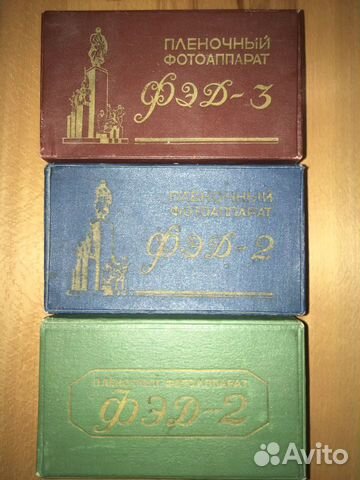 ПЛЕНОЧНЫЙ
ФОТОАППАРАТ
ФЭД-3
ПЛЕНОЧНЫЙ
ФОТОАППАРАТ
ФЭД-2
ПЛЕНОЧНЫЙ ФОТОАППАРАТ
ФЭД-2
Avito